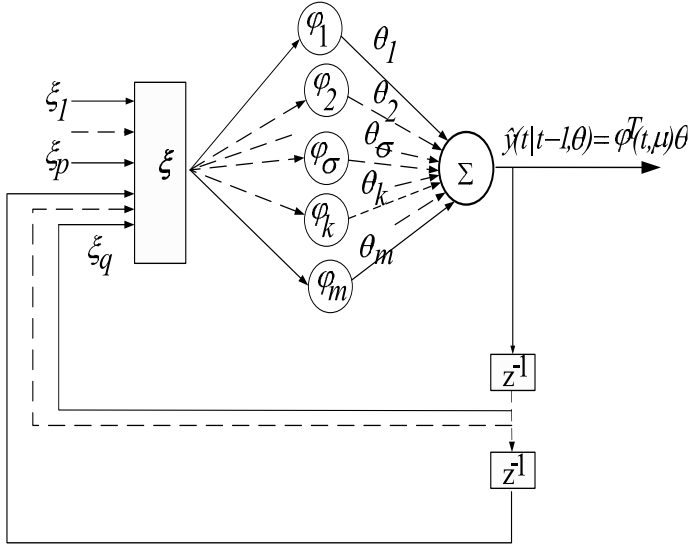 φ1
θ1
ξ1
φ2
θ2
ξp
ξ
φσ
θσ
Σ
ŷ(t|t−1,θ)=φᵀ(t,μ)θ
φk
θk
ξq
φm
θm
z⁻¹
z⁻¹